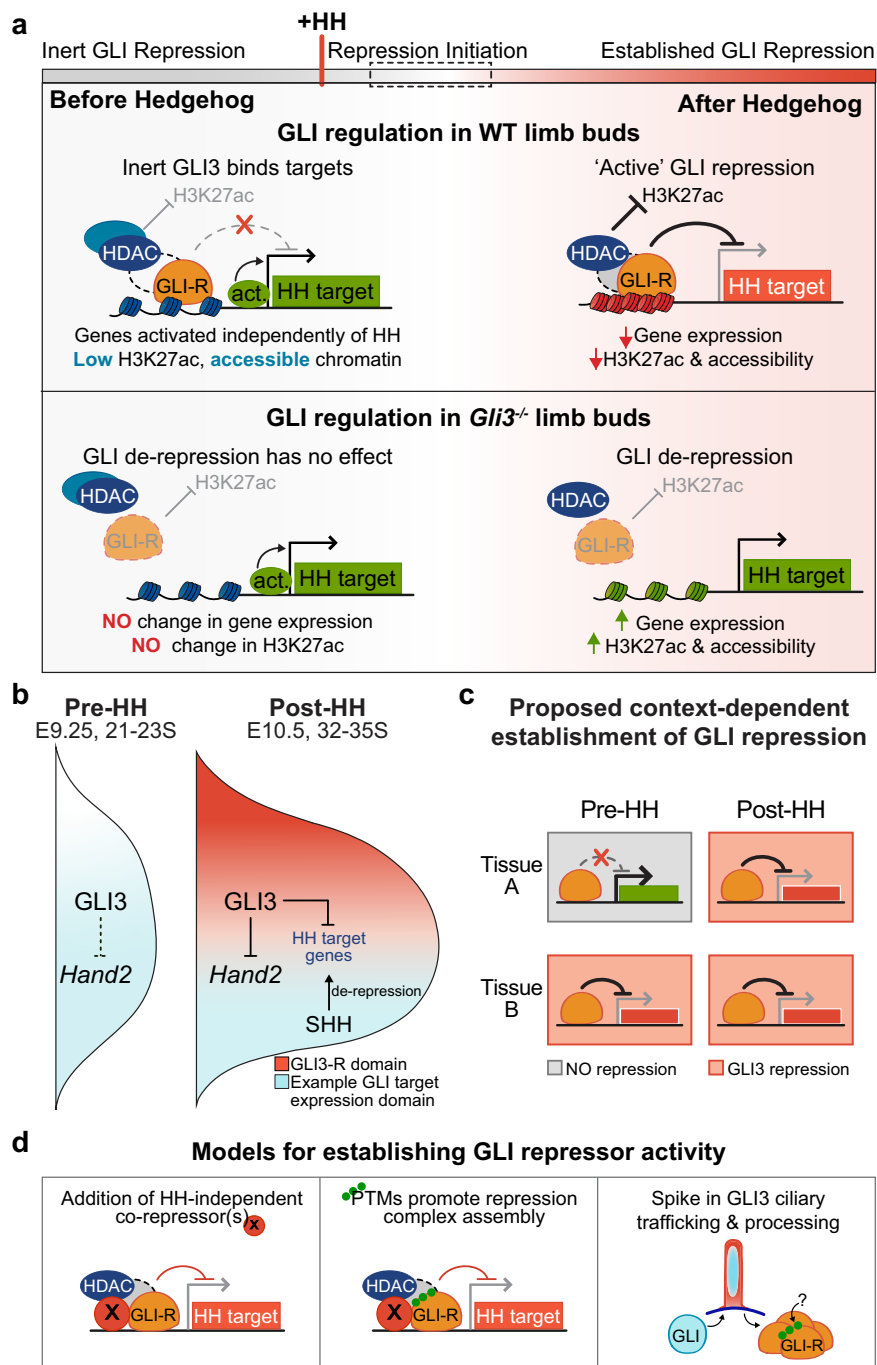 a
+HH
Inert GLI Repression
Repression Initiation
Established GLI Repression
Before Hedgehog
After Hedgehog
GLI regulation in WT limb buds
Inert GLI3 binds targets
H3K27ac
HDAC
GLI-R
X
act.
HH target
Genes activated independently of HH
Low H3K27ac, accessible chromatin
'Active' GLI repression
H3K27ac
HDAC
GLI-R
HH target
Gene expression
H3K27ac & accessibility
GLI regulation in Gli3-/- limb buds
GLI de-repression has no effect
H3K27ac
HDAC
GLI-R
act.
HH target
NO change in gene expression
NO change in H3K27ac
GLI de-repression
H3K27ac
HDAC
GLI-R
HH target
Gene expression
H3K27ac & accessibility
b
Pre-HH
E9.25, 21-23S
GLI3
Hand2
Post-HH
E10.5, 32-35S
GLI3
Hand2
HH target
genes
de-repression
SHH
GLI3-R domain
Example GLI target
expression domain
c
Proposed context-dependent
establishment of GLI repression
Pre-HH
Post-HH
Tissue
A
X
Tissue
B
NO repression
GLI3 repression
d
Models for establishing GLI repressor activity
Addition of HH-independent
co-repressor(s)
X
HDAC
X
GLI-R
HH target
PTMs promote repression
complex assembly
HDAC
X
GLI-R
HH target
Spike in GLI3 ciliary
trafficking & processing
GLI
?
GLI-R